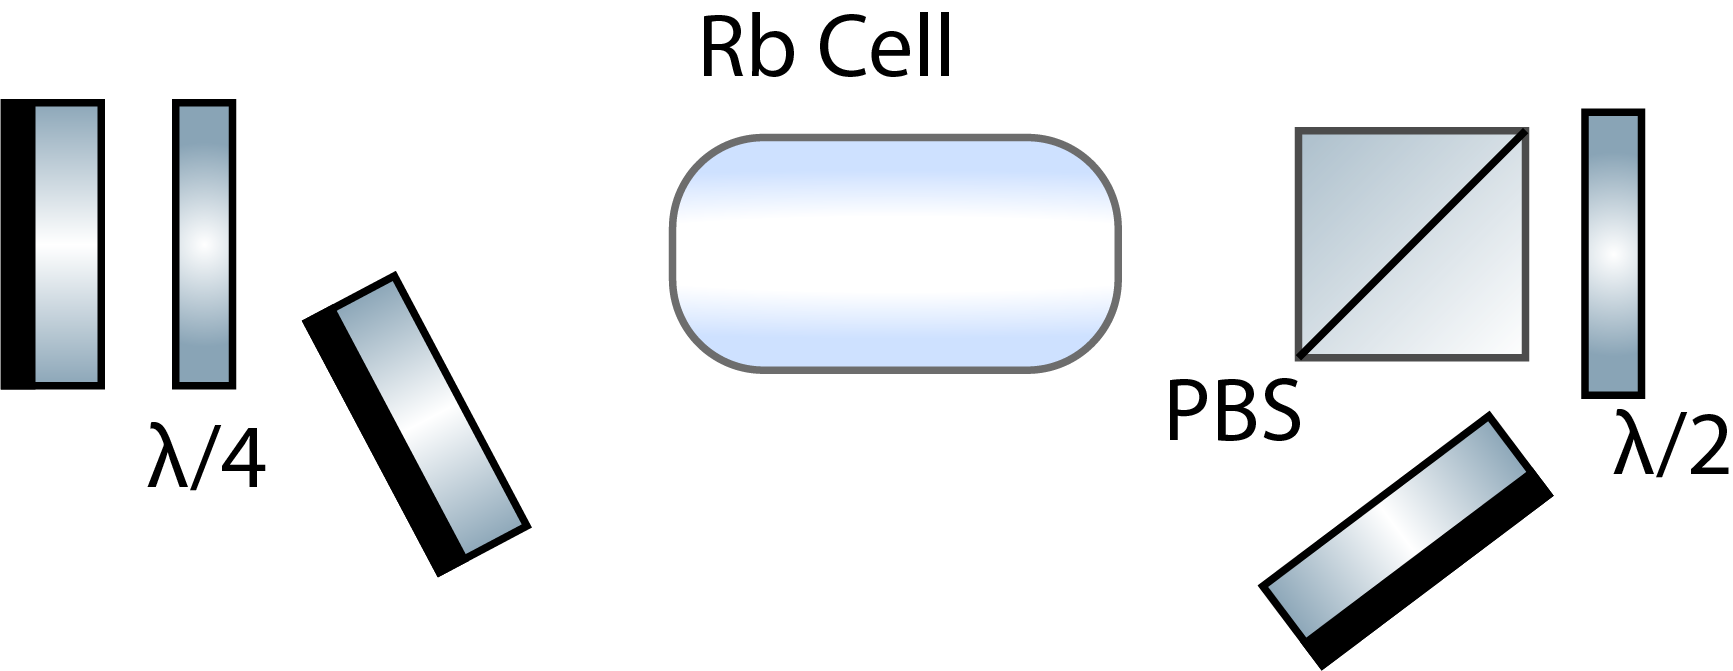 Rb Cell
PBS
λ/4
λ/2